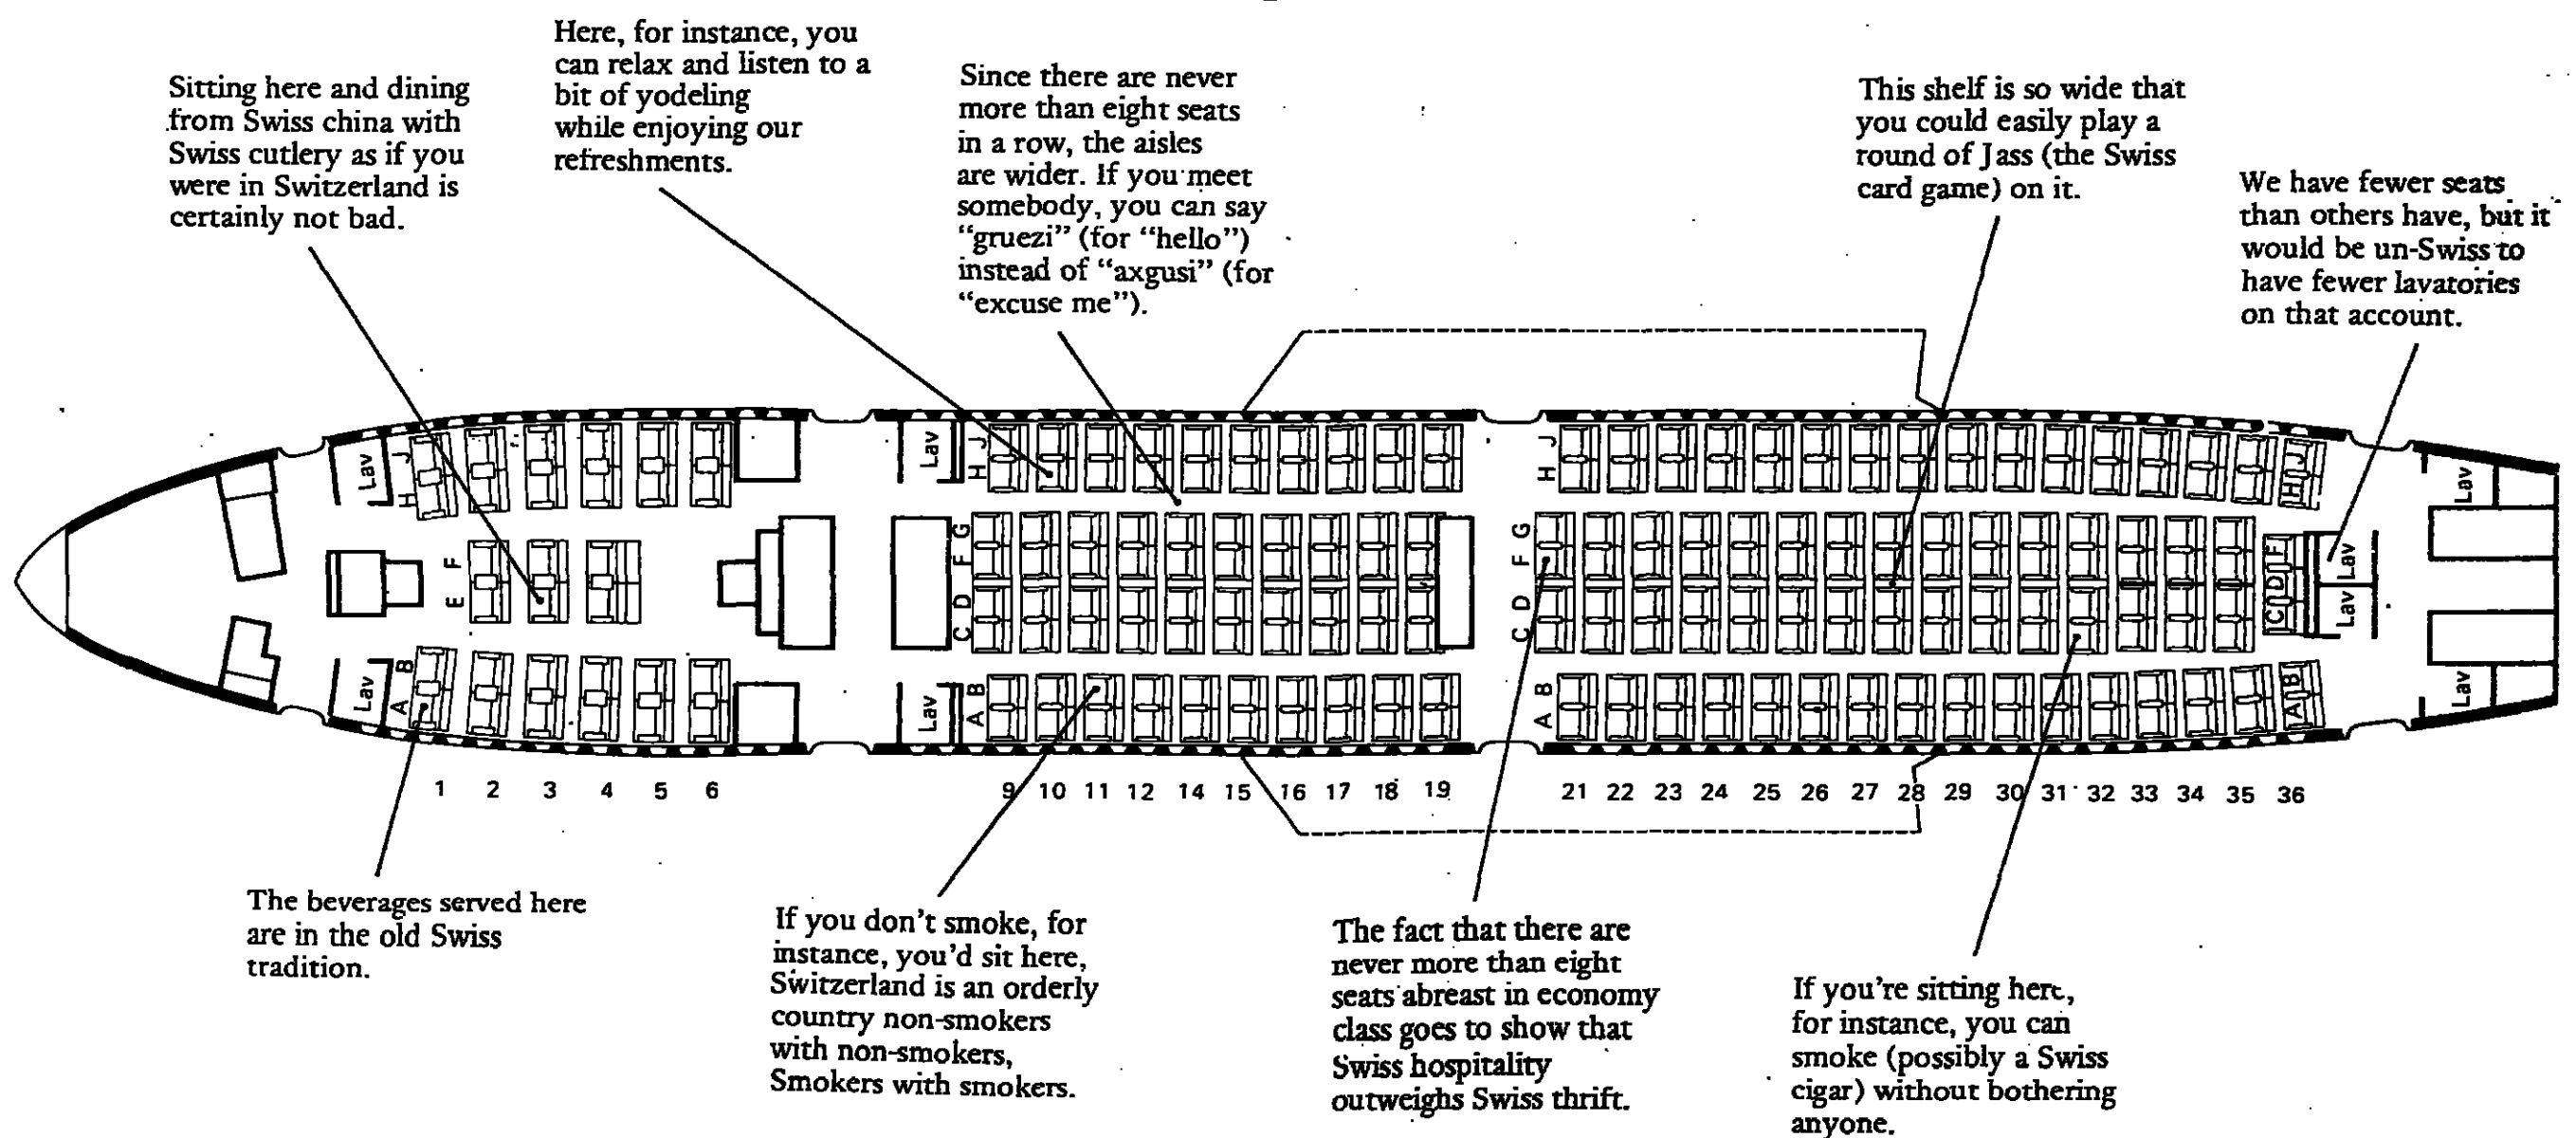 Sitting here and dining
from Swiss china with
Swiss cutlery as if you
were in Switzerland is
certainly not bad.
Here, for instance, you
can relax and listen to a
bit of yodeling
while enjoying our
refreshments.
Since there are never
more than eight seats
in a row, the aisles
are wider. If you meet
somebody, you can say
“gruezi” (for “hello”)
instead of “axgusi” (for
“excuse me”).
This shelf is so wide that
you could easily play a
round of Jass (the Swiss
card game) on it.
We have fewer seats
than others have, but it
would be un-Swiss to
have fewer lavatories
on that account.
Lav
H J
Lav
H J
H J
H J
Lav
E F
C D F G
C D F G
C D F
Lav Lav
Lav
A B
Lav
A B
A B
A B
Lav
1 2 3 4 5 6 9 10 11 12 14 15 16 17 18 19 21 22 23 24 25 26 27 28 29 30 31 32 33 34 35 36
The beverages served here
are in the old Swiss
tradition.
If you don’t smoke, for
instance, you’d sit here,
Switzerland is an orderly
country non-smokers
with non-smokers,
Smokers with smokers.
The fact that there are
never more than eight
seats abreast in economy
class goes to show that
Swiss hospitality
outweighs Swiss thrift.
If you’re sitting here,
for instance, you can
smoke (possibly a Swiss
cigar) without bothering
anyone.